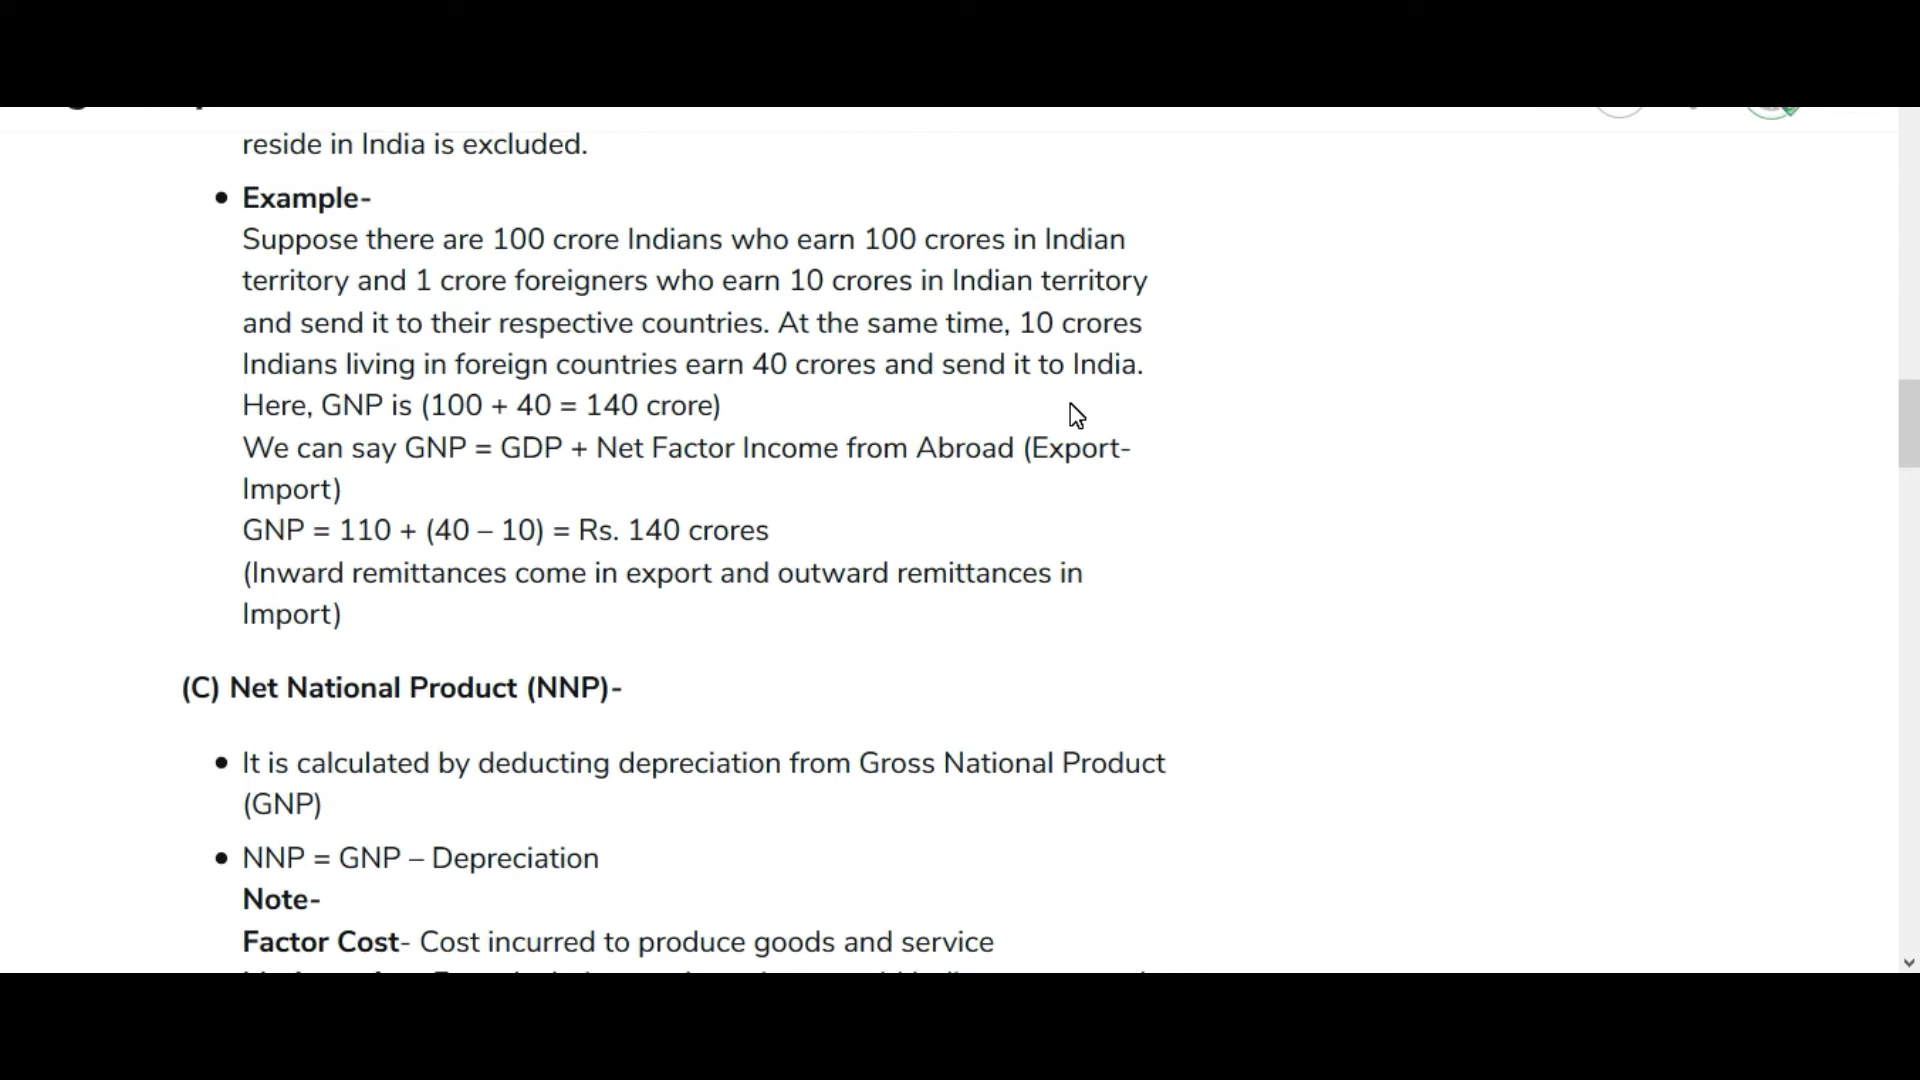 reside in India is excluded.
Example-
Suppose there are 100 crore Indians who earn 100 crores in Indian
territory and 1 crore foreigners who earn 10 crores in Indian territory
and send it to their respective countries. At the same time, 10 crores
Indians living in foreign countries earn 40 crores and send it to India.
Here, GNP is (100 + 40 = 140 crore)
We can say GNP = GDP + Net Factor Income from Abroad (Export-
Import)
GNP = 110 + (40 – 10) = Rs. 140 crores
(Inward remittances come in export and outward remittances in
Import)
(C) Net National Product (NNP)-
It is calculated by deducting depreciation from Gross National Product
(GNP)
NNP = GNP – Depreciation
Note-
Factor Cost- Cost incurred to produce goods and service